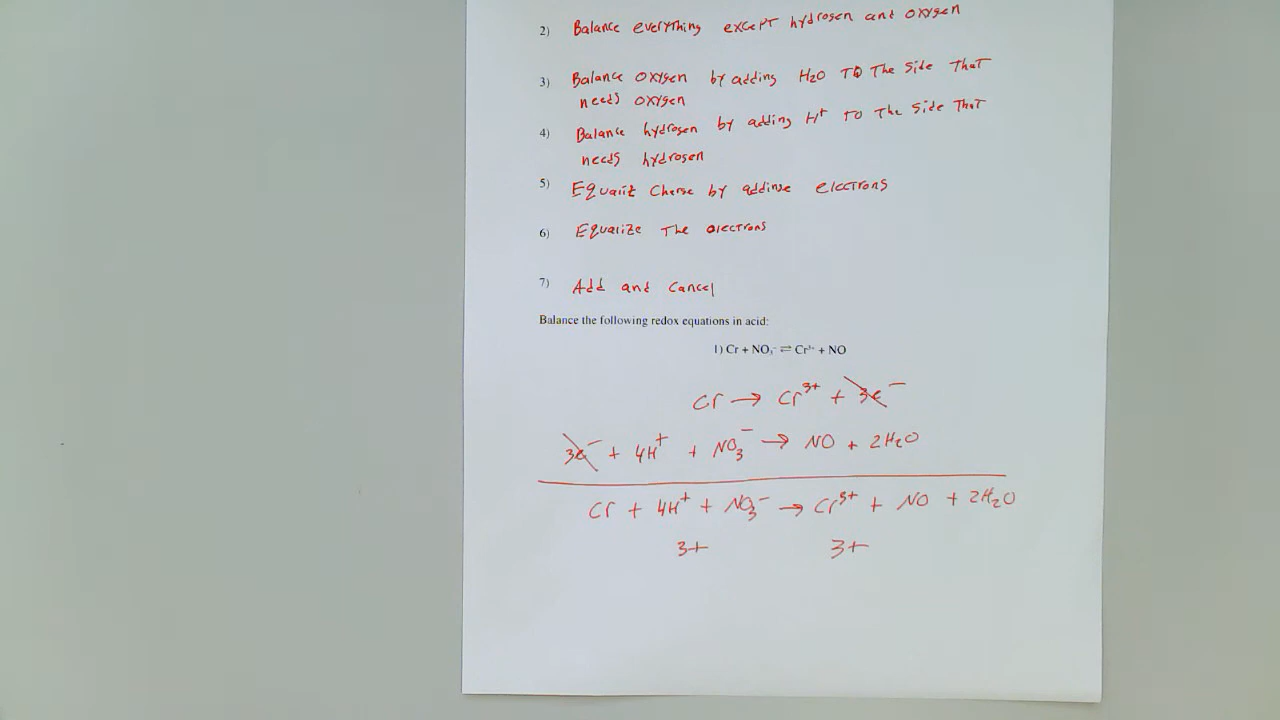 2) Balance everything except hydrogen and oxygen
3) Balance oxygen by adding H2O TO The Side ThaT
needs oxygen
4) Balance hydrogen by adding H⁺ TO The Side ThaT
needs hydrogen
5) Equaliz Charge by adding electrons
6) Equalize The electrons
7) Add and Cancel
Balance the following redox equations in acid:
1) Cr + NO₃⁻ ⇌ Cr³⁺ + NO
Cr → Cr³⁺ + 3e⁻
3e⁻ + 4H⁺ + NO₃⁻ → NO + 2H₂O
Cr + 4H⁺ + NO₃⁻ → Cr³⁺ + NO + 2H₂O
3+ 3+